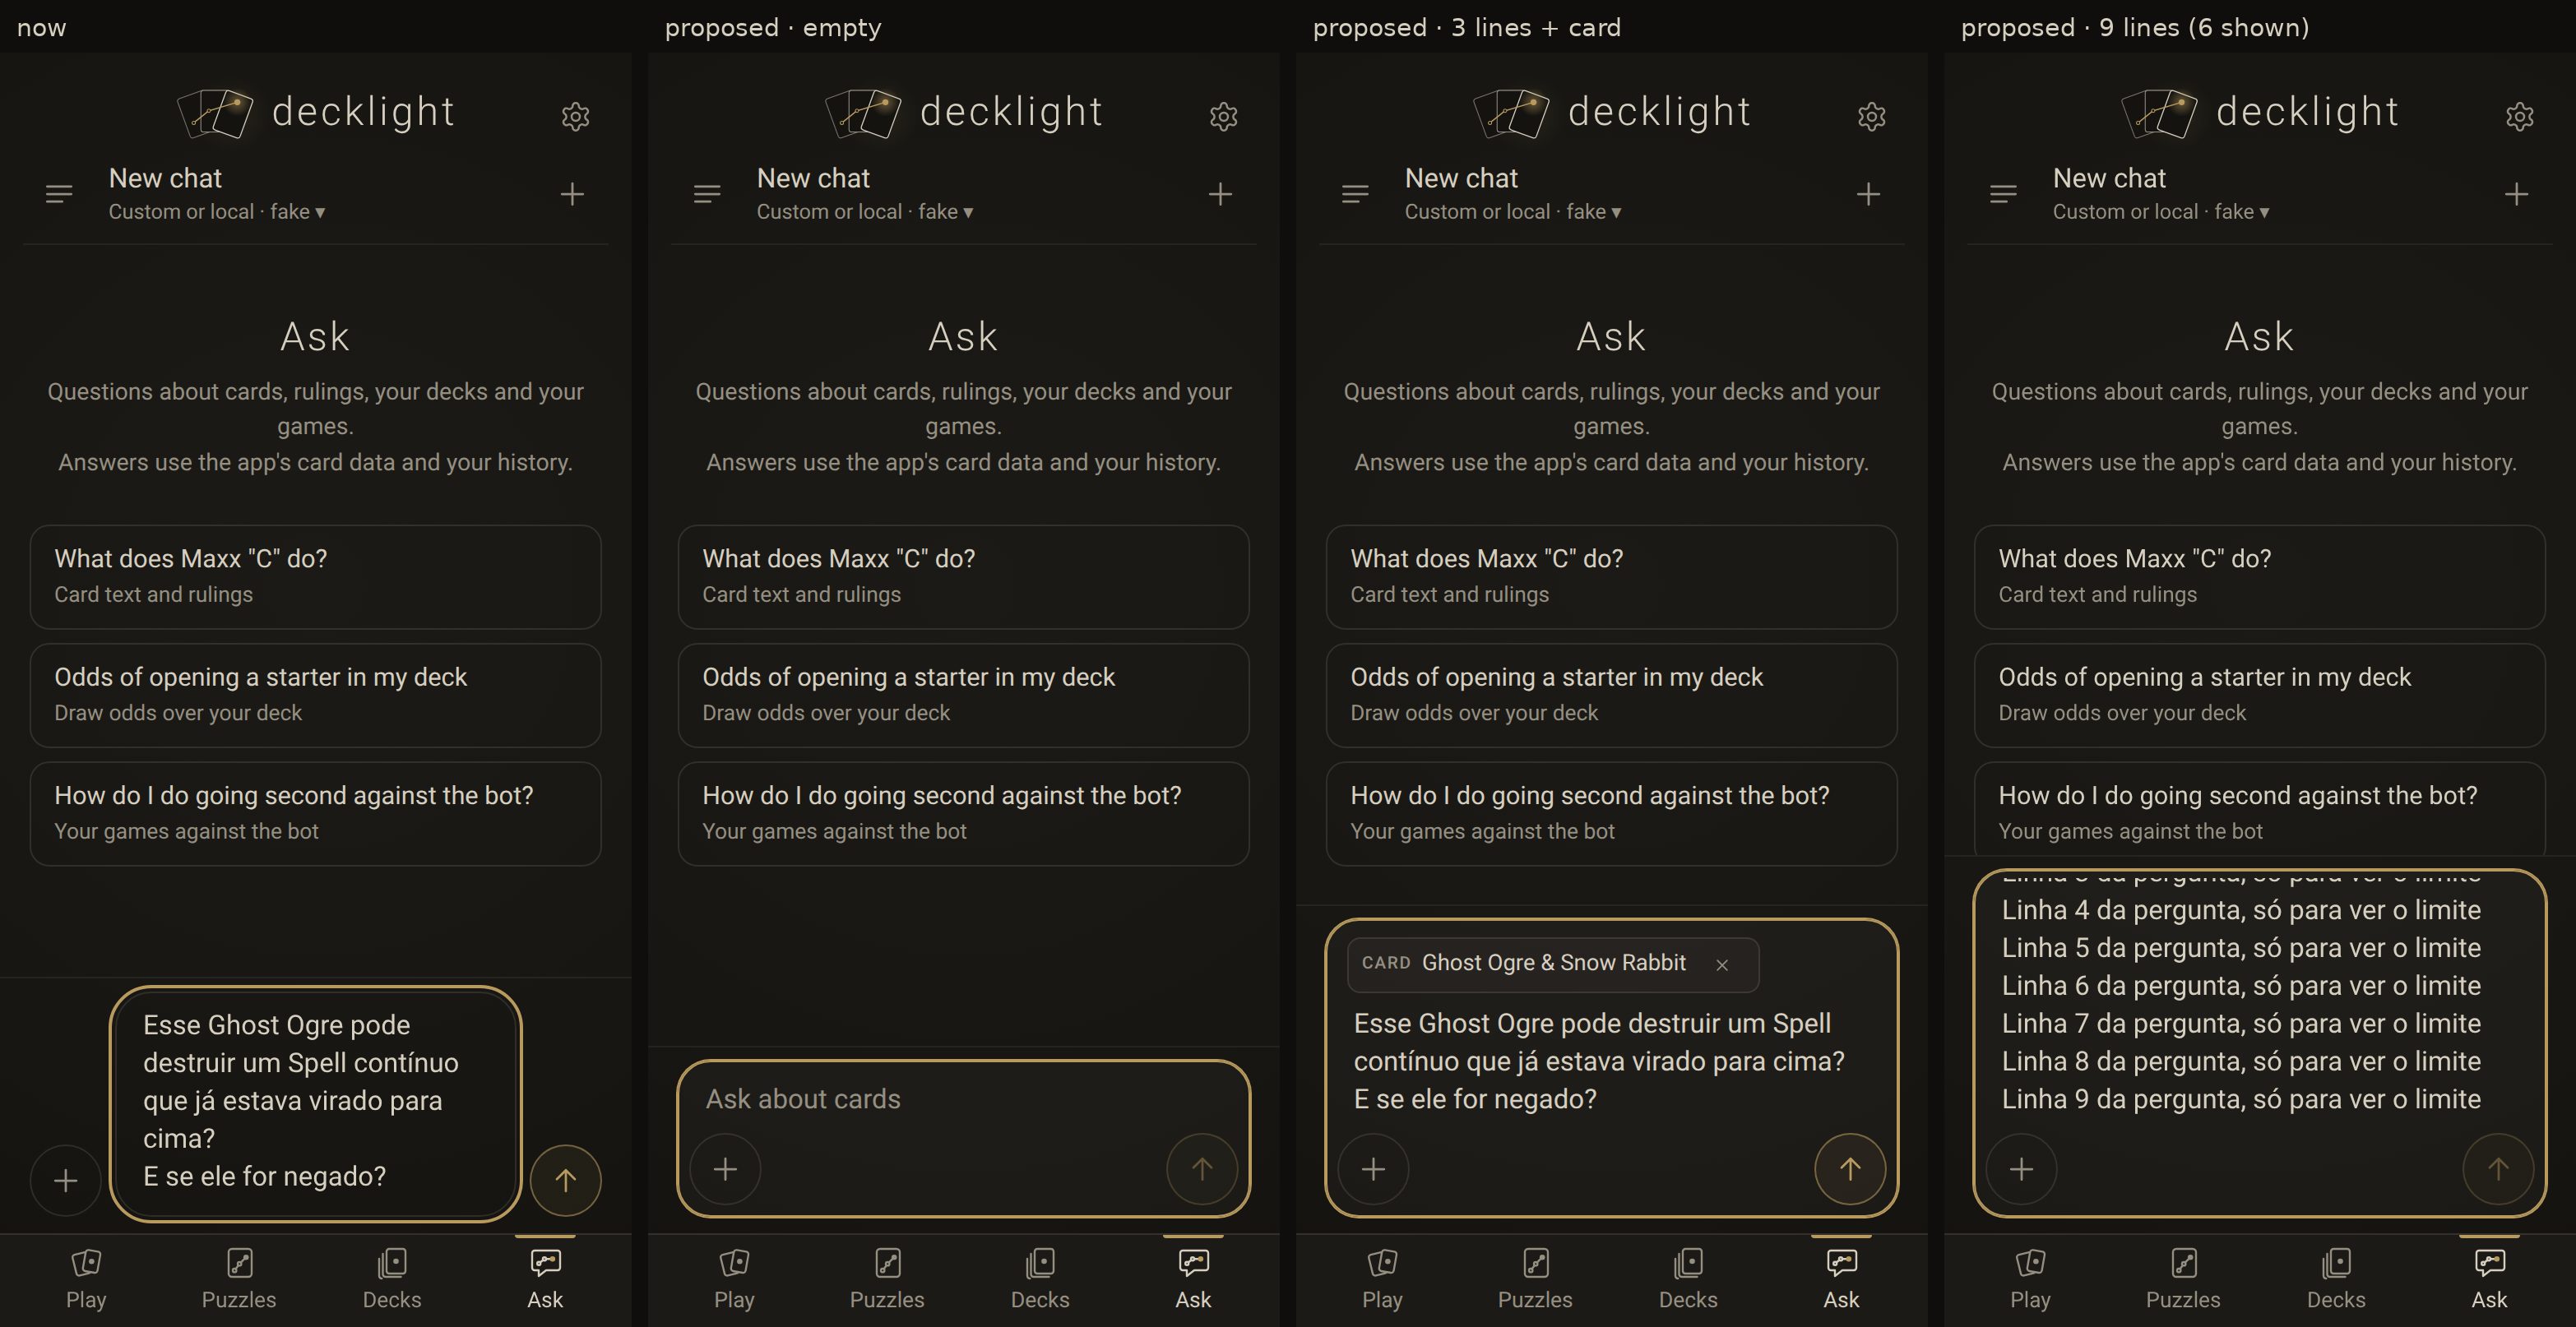 now
decklight
New chat
Custom or local · fake ▾
Ask
Questions about cards, rulings, your decks and your
games.
Answers use the app's card data and your history.
What does Maxx "C" do?
Card text and rulings
Odds of opening a starter in my deck
Draw odds over your deck
How do I do going second against the bot?
Your games against the bot
Esse Ghost Ogre pode
destruir um Spell contínuo
que já estava virado para
cima?
E se ele for negado?
Play
Puzzles
Decks
Ask
proposed · empty
decklight
New chat
Custom or local · fake ▾
Ask
Questions about cards, rulings, your decks and your
games.
Answers use the app's card data and your history.
What does Maxx "C" do?
Card text and rulings
Odds of opening a starter in my deck
Draw odds over your deck
How do I do going second against the bot?
Your games against the bot
Ask about cards
Play
Puzzles
Decks
Ask
proposed · 3 lines + card
decklight
New chat
Custom or local · fake ▾
Ask
Questions about cards, rulings, your decks and your
games.
Answers use the app's card data and your history.
What does Maxx "C" do?
Card text and rulings
Odds of opening a starter in my deck
Draw odds over your deck
How do I do going second against the bot?
Your games against the bot
CARD Ghost Ogre & Snow Rabbit ×
Esse Ghost Ogre pode destruir um Spell
contínuo que já estava virado para cima?
E se ele for negado?
Play
Puzzles
Decks
Ask
proposed · 9 lines (6 shown)
decklight
New chat
Custom or local · fake ▾
Ask
Questions about cards, rulings, your decks and your
games.
Answers use the app's card data and your history.
What does Maxx "C" do?
Card text and rulings
Odds of opening a starter in my deck
Draw odds over your deck
How do I do going second against the bot?
Your games against the bot
da pergunta, só para ver o limite
Linha 4 da pergunta, só para ver o limite
Linha 5 da pergunta, só para ver o limite
Linha 6 da pergunta, só para ver o limite
Linha 7 da pergunta, só para ver o limite
Linha 8 da pergunta, só para ver o limite
Linha 9 da pergunta, só para ver o limite
Play
Puzzles
Decks
Ask